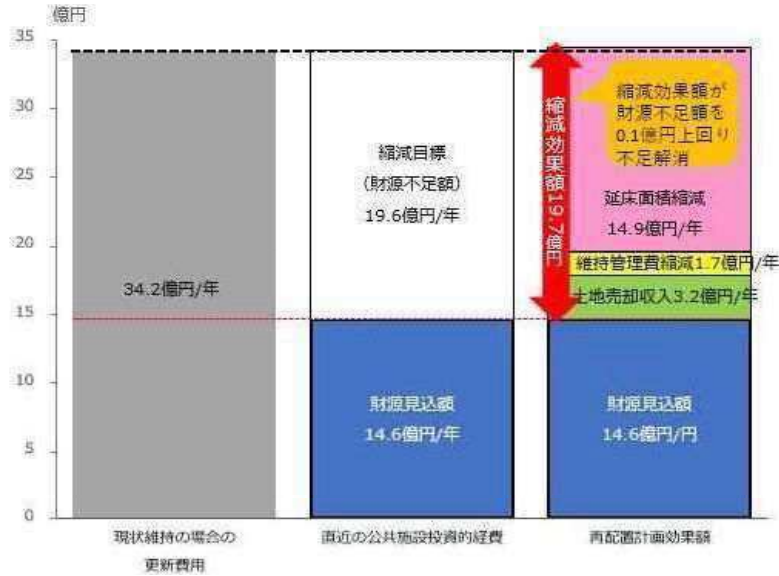 億円
35
30
25
20
15
10
5
0
34.2億円/年
縮減目標
(財源不足額)
19.6億円/年
財源見込額
14.6億円/年
縮減効果額19.7億円
縮減効果額が
財源不足額を
0.1億円上回り
不足解消
延床面積縮減
14.9億円/年
維持管理費縮減1.7億円/年
土地売却収入3.2億円/年
財源見込額
14.6億円/円
現状維持の場合の
更新費用
直近の公共施設投資的経費
再配置計画効果額